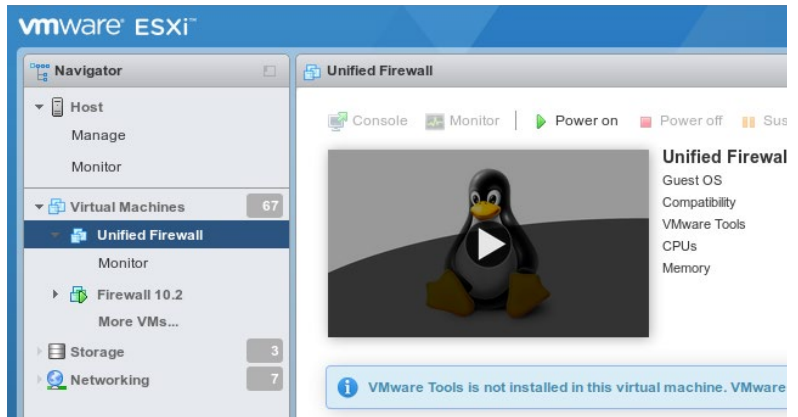 vmware ESXi™
Navigator
Host
Manage
Monitor
Virtual Machines 67
Unified Firewall
Monitor
Firewall 10.2
More VMs...
Storage 3
Networking 7
Unified Firewall
Console Monitor Power on Power off Sus
Unified Firewal
Guest OS
Compatibility
VMware Tools
CPUs
Memory
VMware Tools is not installed in this virtual machine. VMware